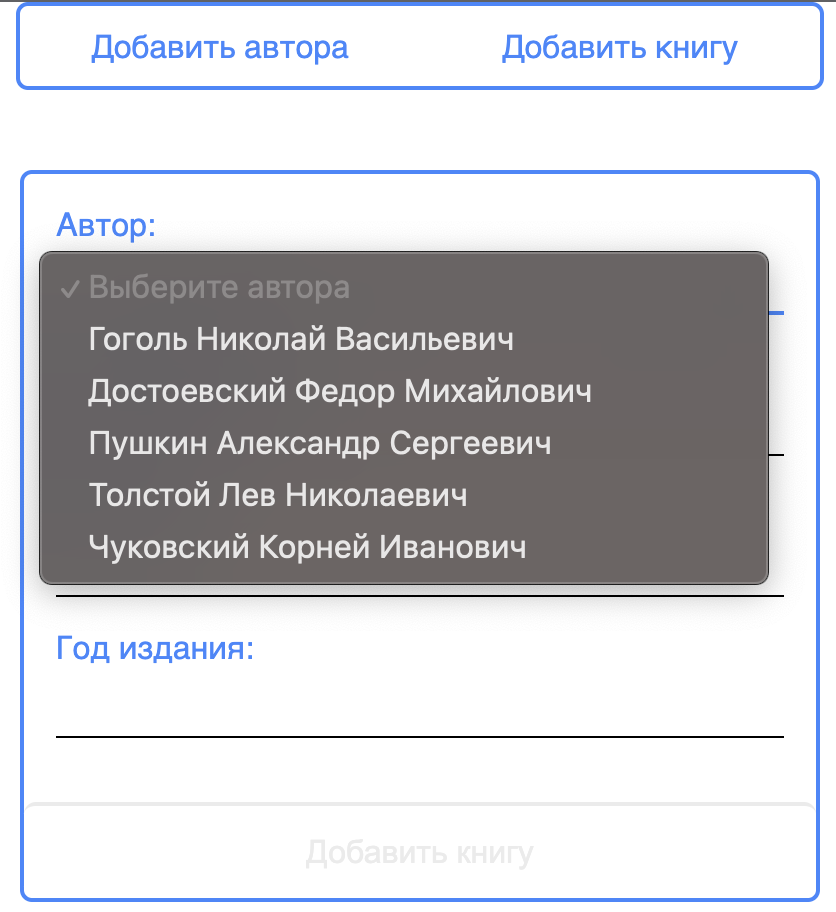 Добавить автора Добавить книгу
Автор:
Выберите автора
Гоголь Николай Васильевич
Достоевский Федор Михайлович
Пушкин Александр Сергеевич
Толстой Лев Николаевич
Чуковский Корней Иванович
Год издания:
Добавить книгу